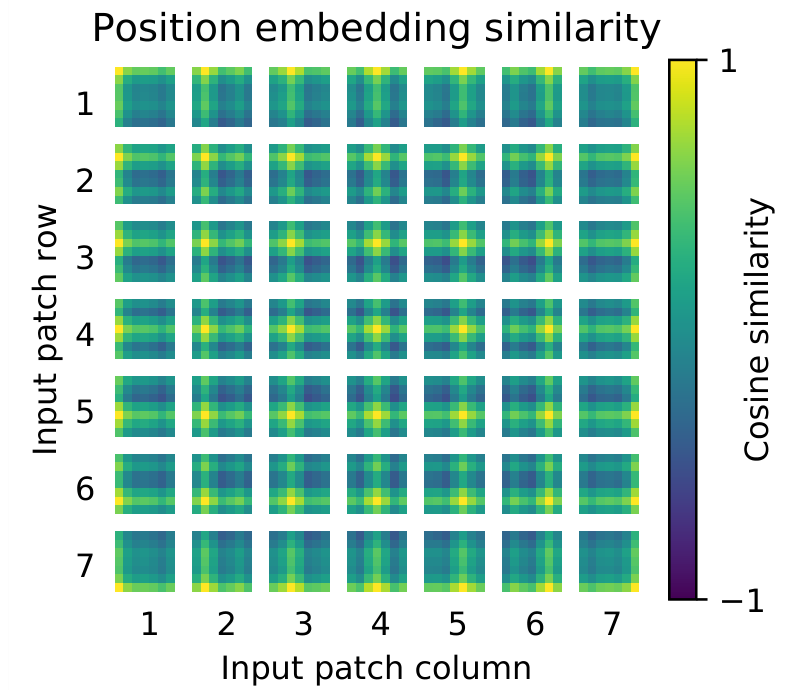 Position embedding similarity
1
2
3
4
5
6
7
Input patch row
1 2 3 4 5 6 7
Input patch column
1
−1
Cosine similarity